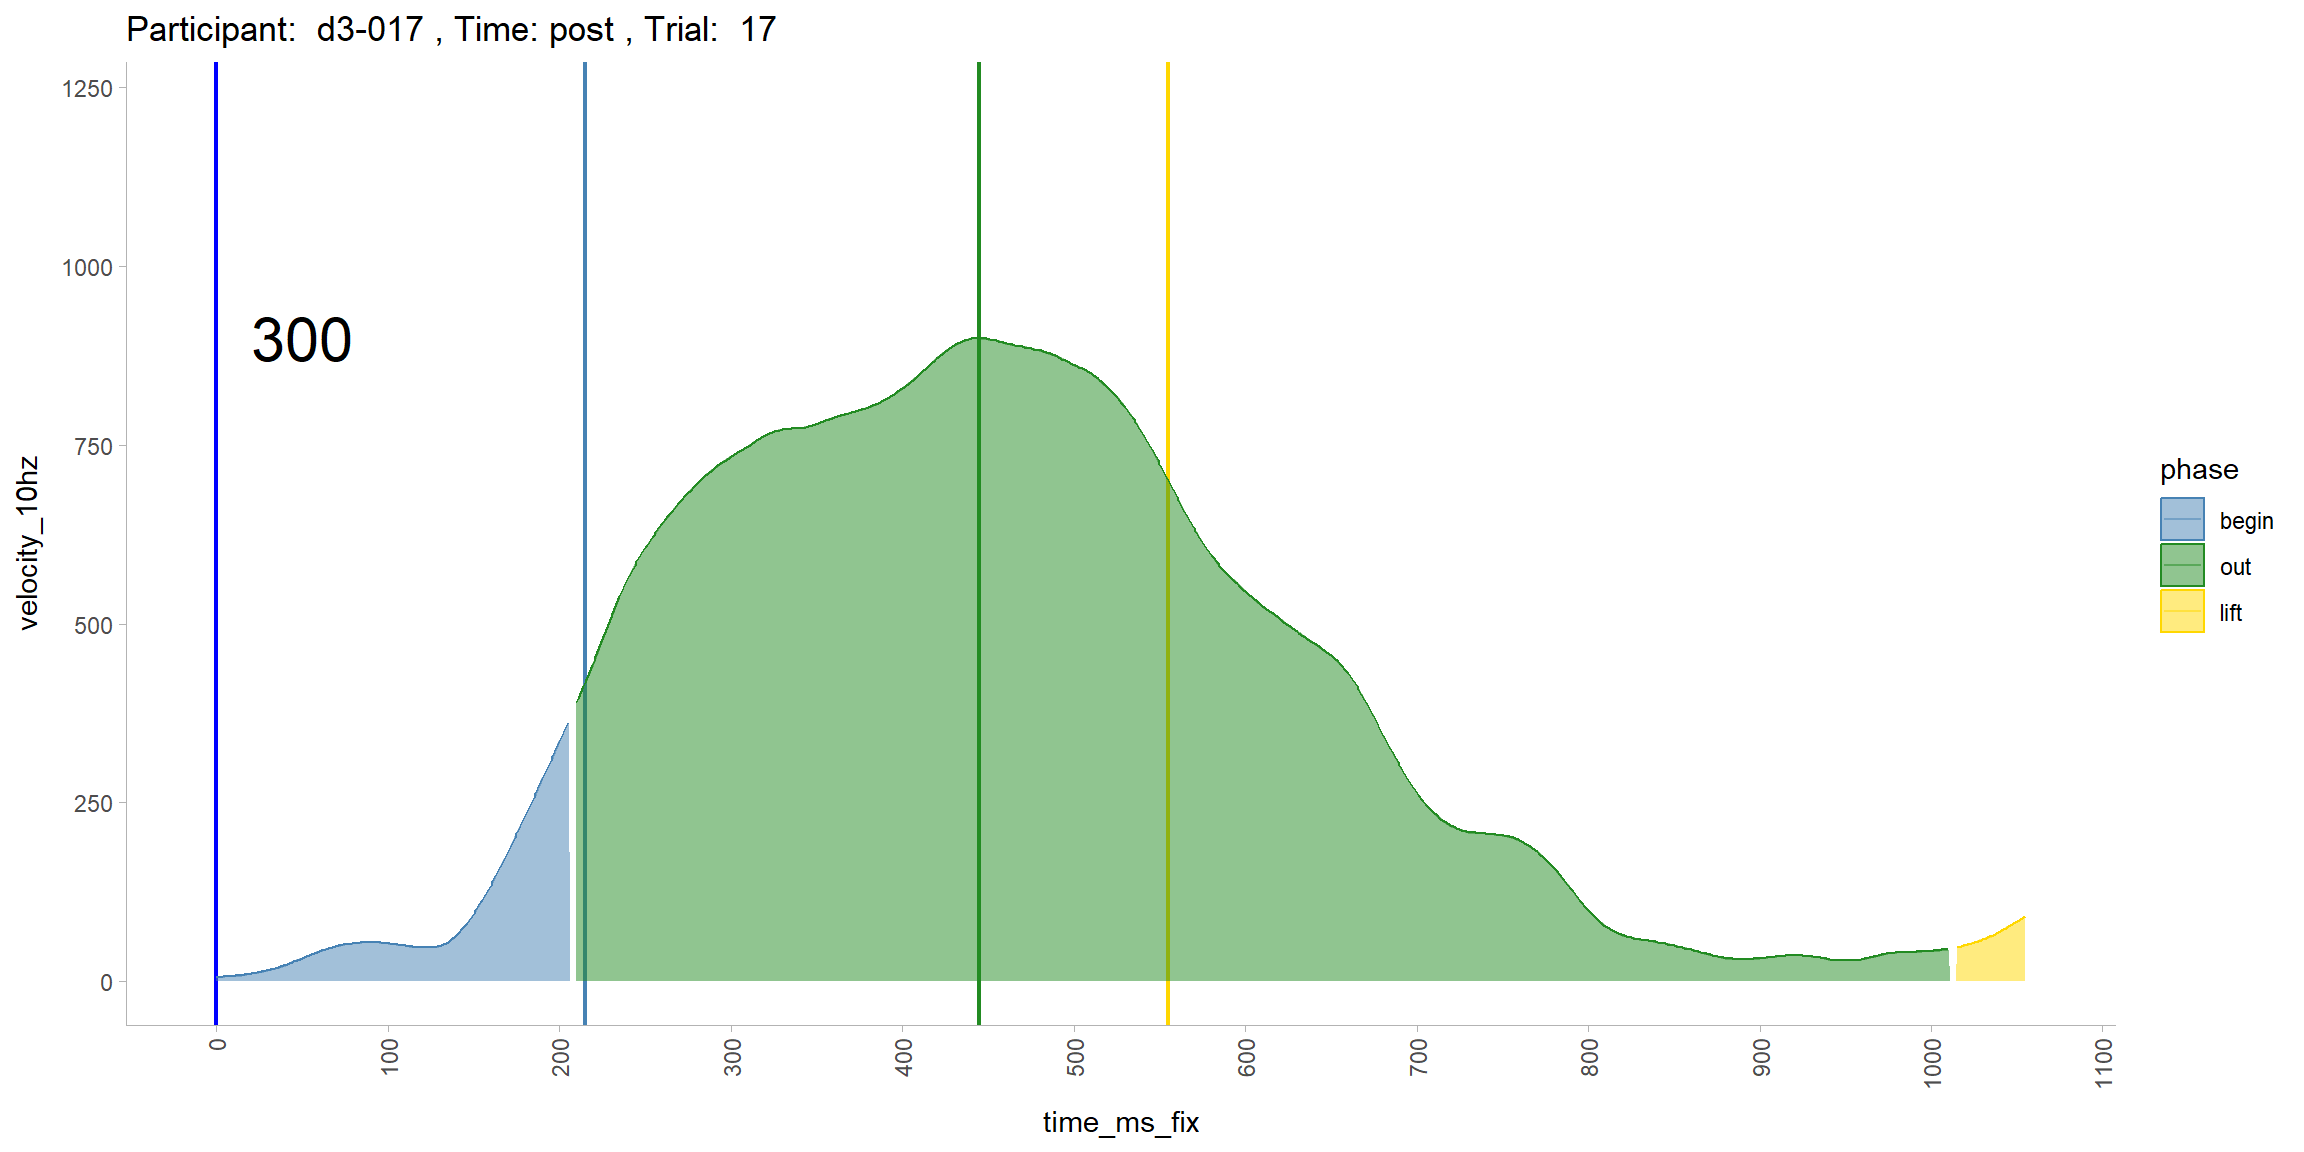 Participant:  d3-017 , Time: post , Trial:  17
1250
1000
750
500
250
0
velocity_10hz
300
0
100
200
300
400
500
600
700
800
900
1000
1100
time_ms_fix
phase
begin
out
lift